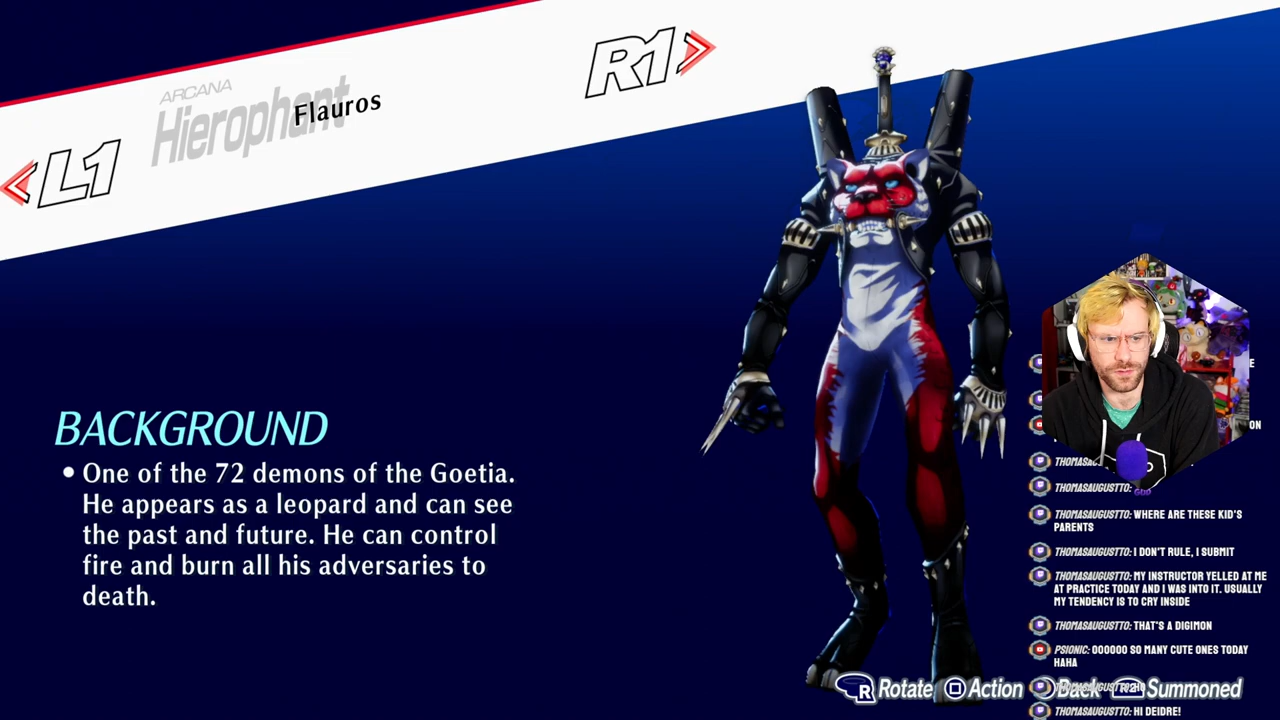 R1
ARCANA
Hierophant
Flauros
L1
BACKGROUND
• One of the 72 demons of the Goetia.
He appears as a leopard and can see
the past and future. He can control
fire and burn all his adversaries to
death.
THOMASAUGUSTTO: WHERE ARE THESE KID'S
PARENTS
THOMASAUGUSTTO: I DON'T RULE, I SUBMIT
THOMASAUGUSTTO: MY INSTRUCTOR YELLED AT ME
AT PRACTICE TODAY AND I WAS INTO IT. USUALLY
MY TENDENCY IS TO CRY INSIDE
THOMASAUGUSTTO: THAT'S A DIGIMON
PSIONIC: OOOOOO SO MANY CUTE ONES TODAY
HAHA
R Rotate Action Back R2 Summoned
THOMASAUGUSTTO: HI DEIDRE!